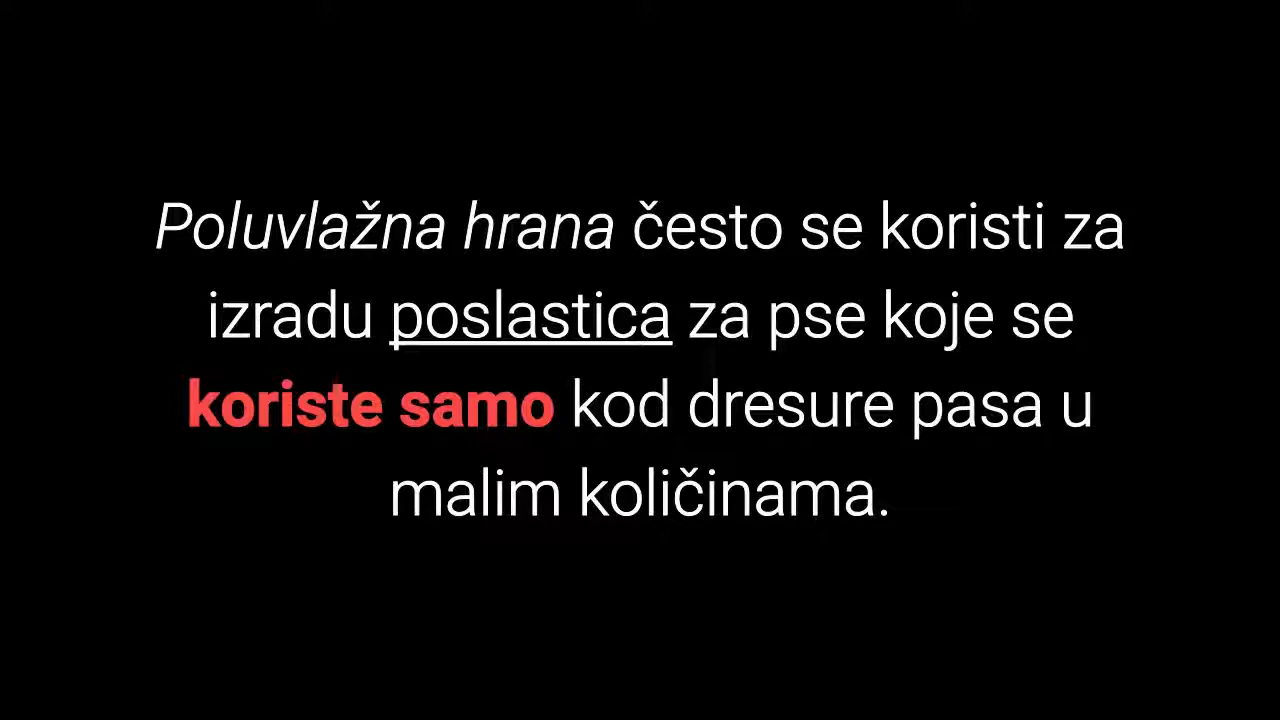 Poluvlažna hrana često se koristi za
izradu poslastica za pse koje se
koriste samo kod dresure pasa u
malim količinama.